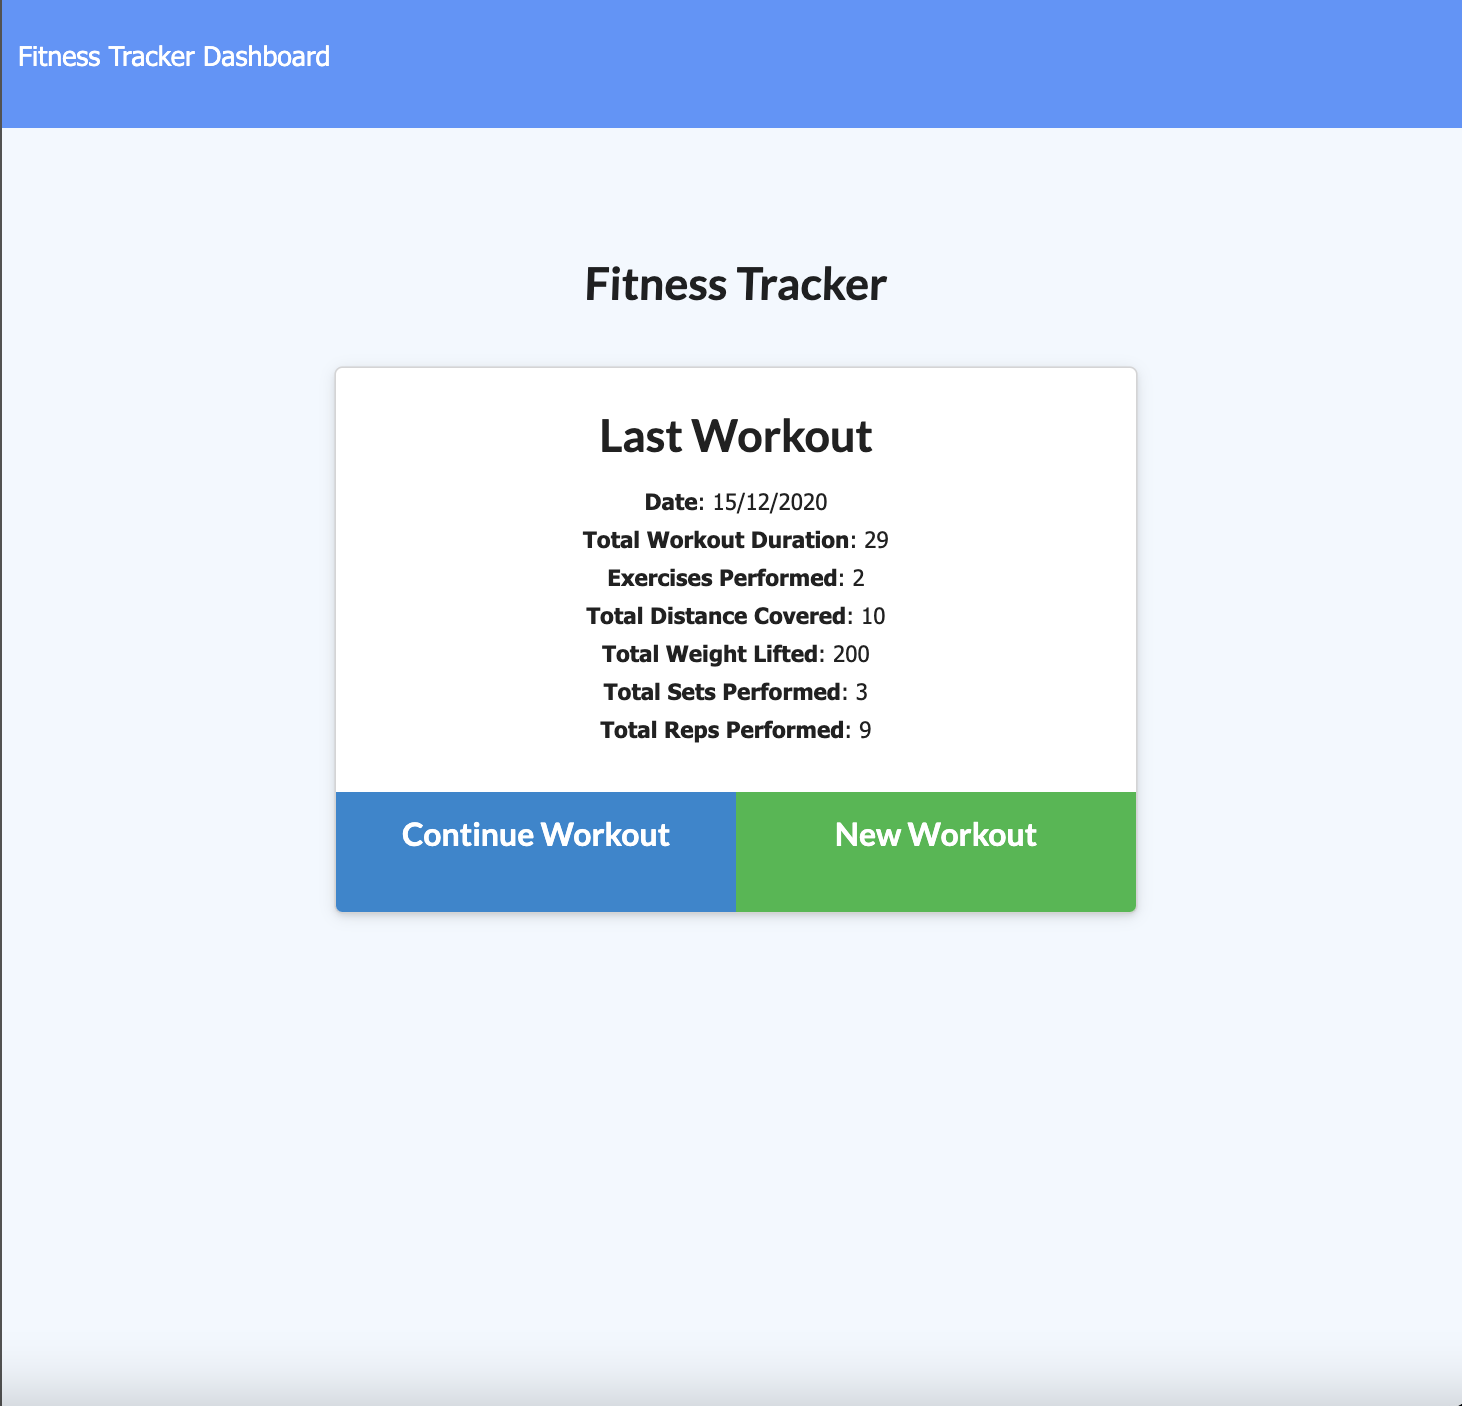 Fitness Tracker Dashboard
Fitness Tracker
Last Workout
Date: 15/12/2020
Total Workout Duration: 29
Exercises Performed: 2
Total Distance Covered: 10
Total Weight Lifted: 200
Total Sets Performed: 3
Total Reps Performed: 9
Continue Workout
New Workout